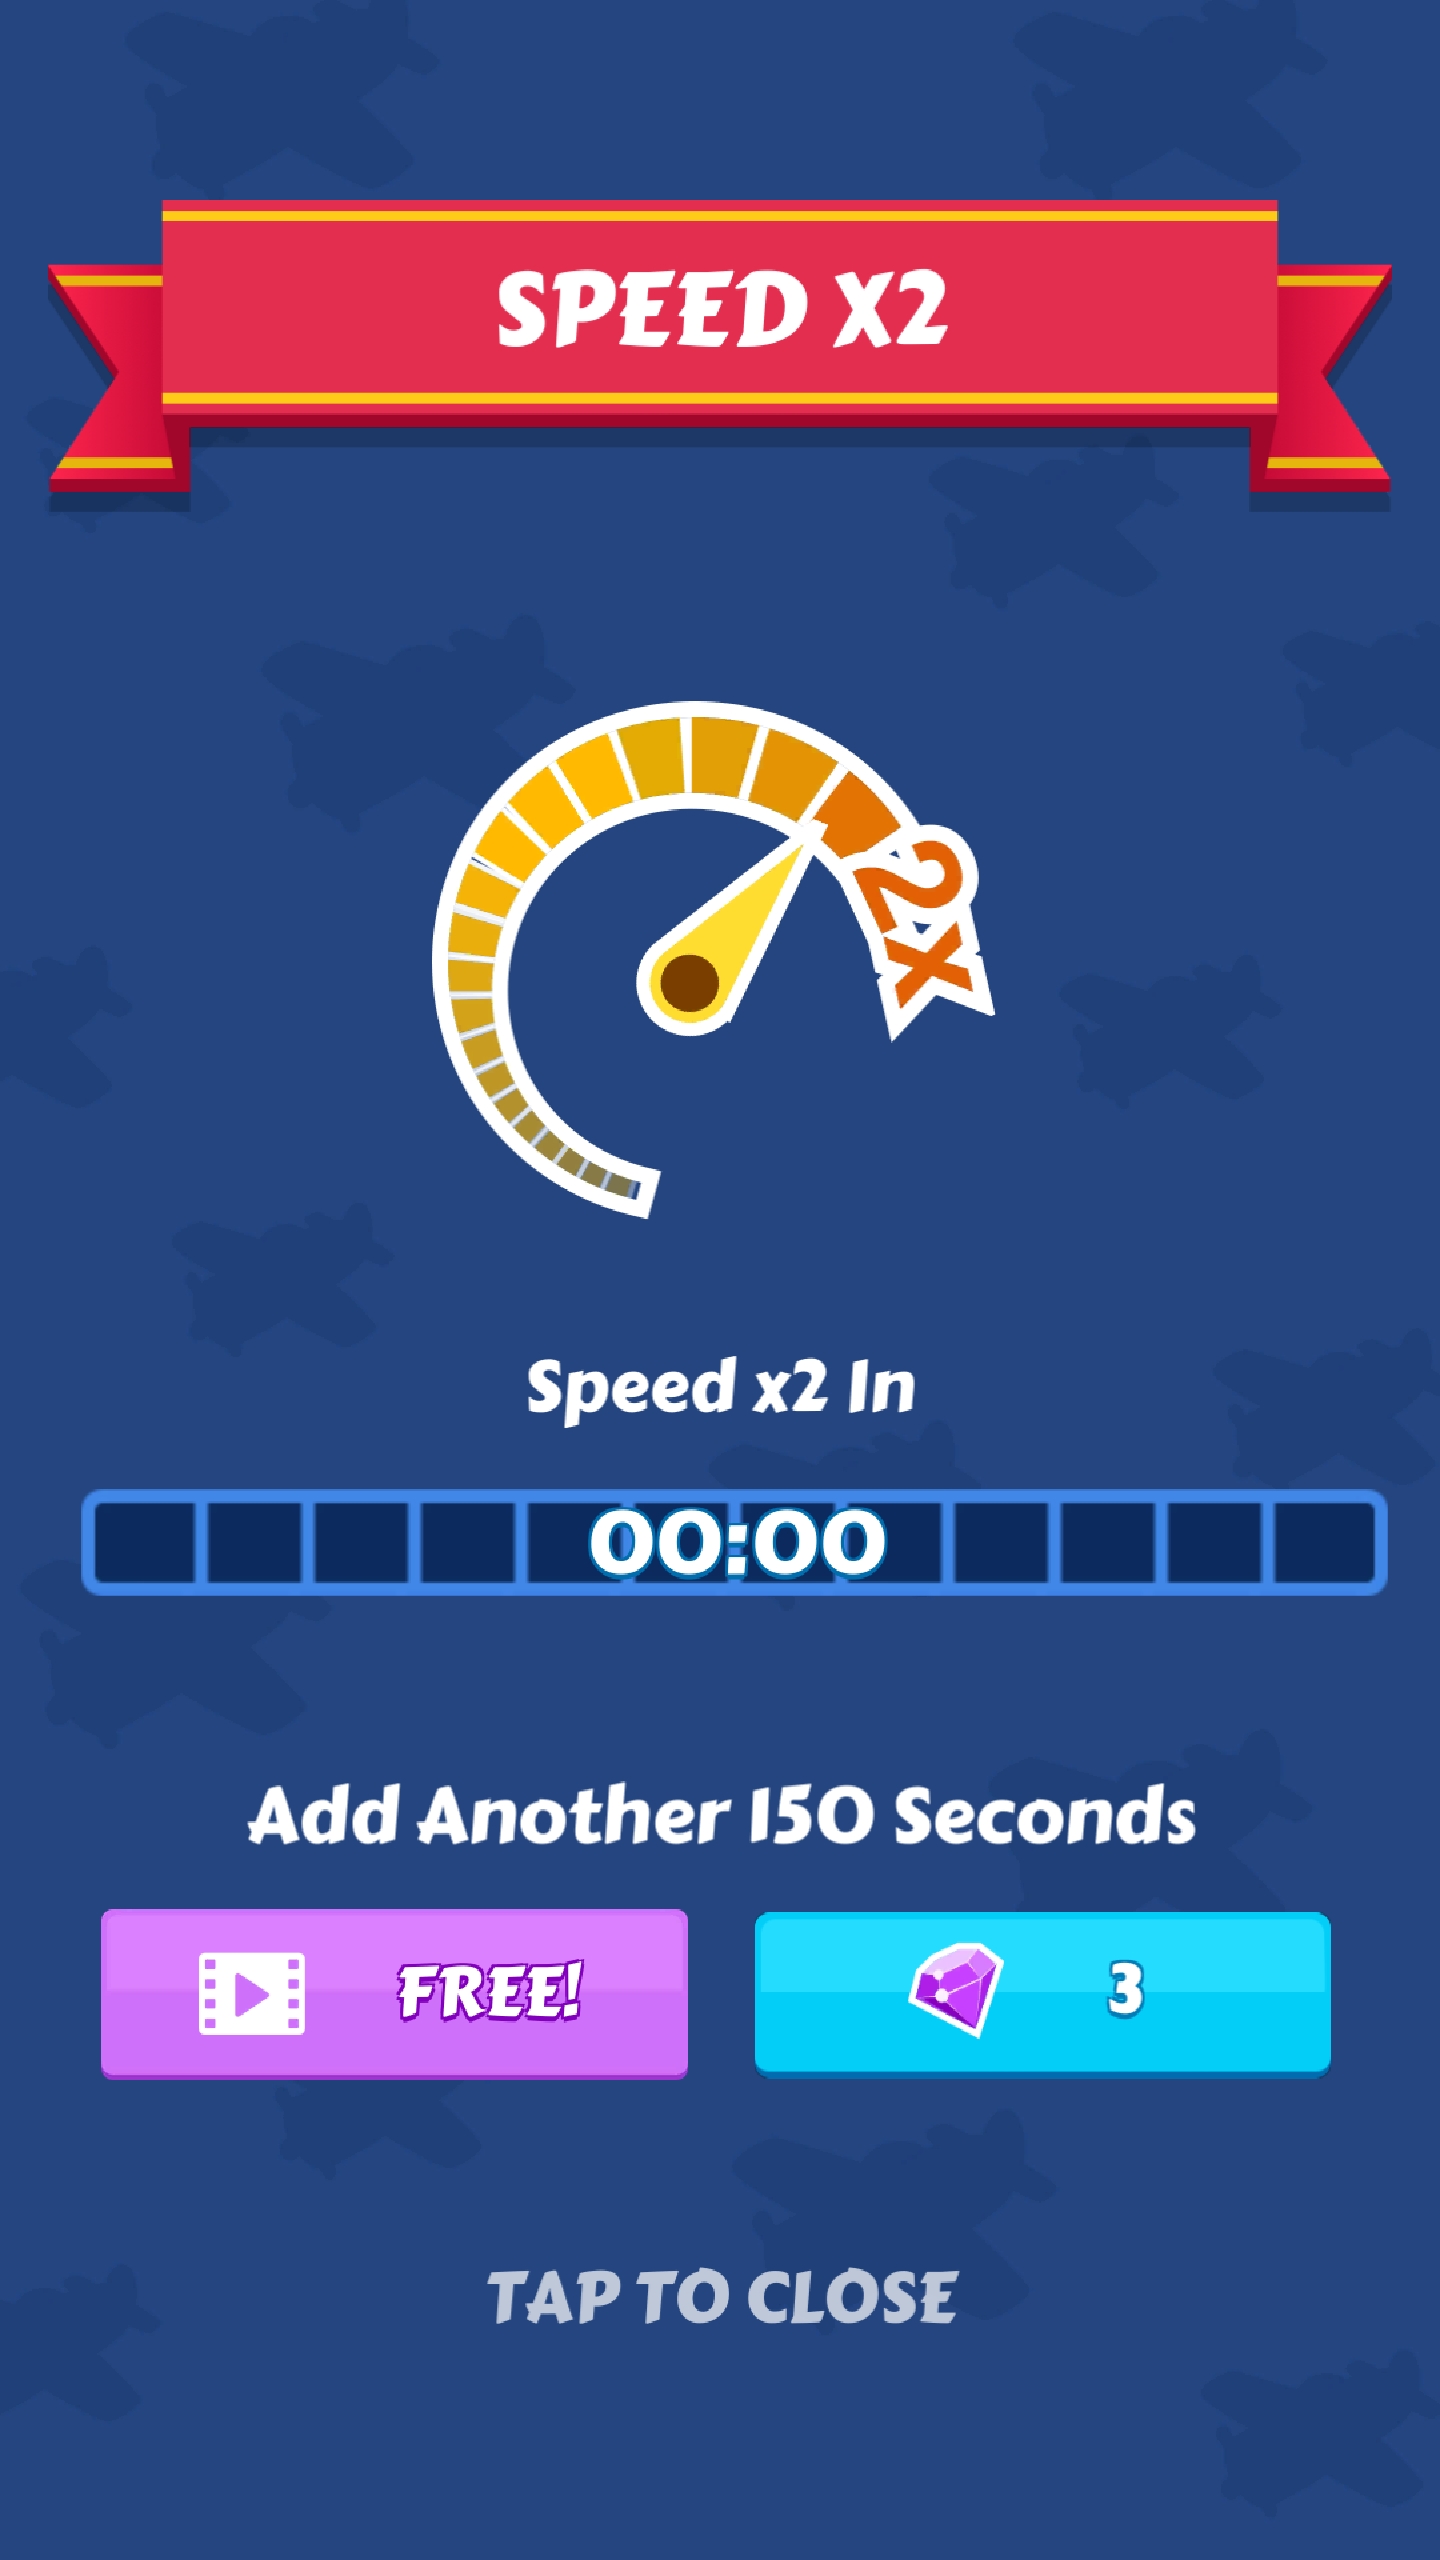 SPEED X2
2x
Speed x2 In
00:00
Add Another 150 Seconds
FREE!
3
TAP TO CLOSE